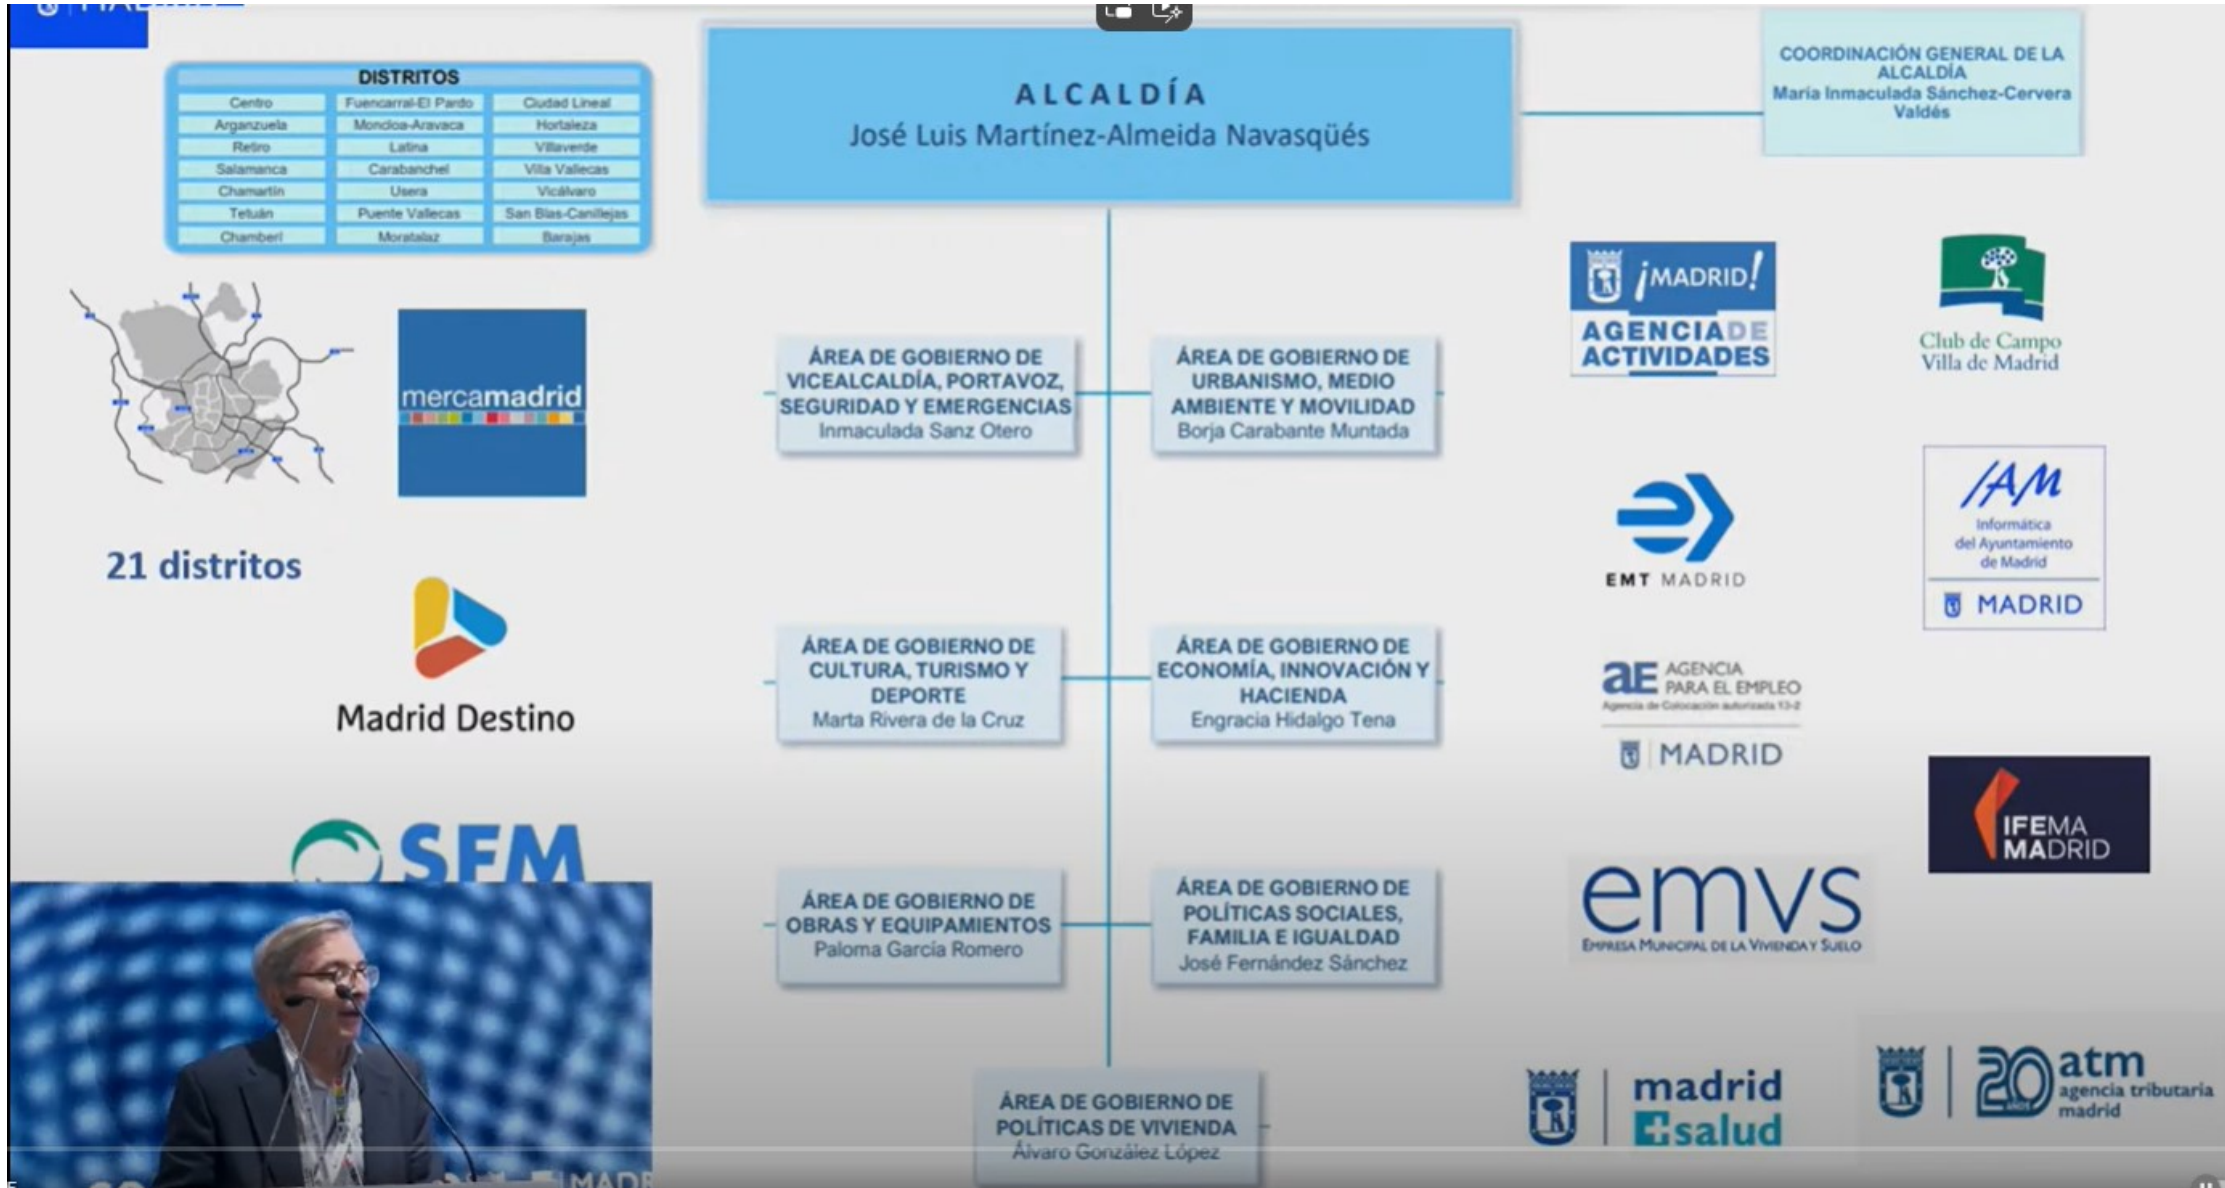 DISTRITOS
Centro
Fuencarral-El Pardo
Ciudad Lineal
Arganzuela
Moncloa-Aravaca
Hortaleza
Retiro
Latina
Villaverde
Salamanca
Carabanchel
Villa Vallecas
Chamartín
Usera
Vicálvaro
Tetuán
Puente Vallecas
San Blas-Canillejas
Chamberí
Moratalaz
Barajas
ALCALDÍA
José Luis Martínez-Almeida Navasqüés
COORDINACIÓN GENERAL DE LA
ALCALDÍA
María Inmaculada Sánchez-Cervera
Valdés
mercamadrid
21 distritos
Madrid Destino
SFM
ÁREA DE GOBIERNO DE
VICEALCALDÍA, PORTAVOZ,
SEGURIDAD Y EMERGENCIAS
Inmaculada Sanz Otero
ÁREA DE GOBIERNO DE
URBANISMO, MEDIO
AMBIENTE Y MOVILIDAD
Borja Carabante Muntada
ÁREA DE GOBIERNO DE
CULTURA, TURISMO Y
DEPORTE
Marta Rivera de la Cruz
ÁREA DE GOBIERNO DE
ECONOMÍA, INNOVACIÓN Y
HACIENDA
Engracia Hidalgo Tena
ÁREA DE GOBIERNO DE
OBRAS Y EQUIPAMIENTOS
Paloma García Romero
ÁREA DE GOBIERNO DE
POLÍTICAS SOCIALES,
FAMILIA E IGUALDAD
José Fernández Sánchez
ÁREA DE GOBIERNO DE
POLÍTICAS DE VIVIENDA
Álvaro González López
¡MADRID!
AGENCIADE
ACTIVIDADES
Club de Campo
Villa de Madrid
EMT MADRID
IAM
Informática
del Ayuntamiento
de Madrid
MADRID
aE AGENCIA
PARA EL EMPLEO
Agencia de Colocación autorizada 13-2
MADRID
IFEMA
MADRID
emvs
EMPRESA MUNICIPAL DE LA VIVIENDA Y SUELO
madrid
salud
20 atm
agencia tributaria
madrid